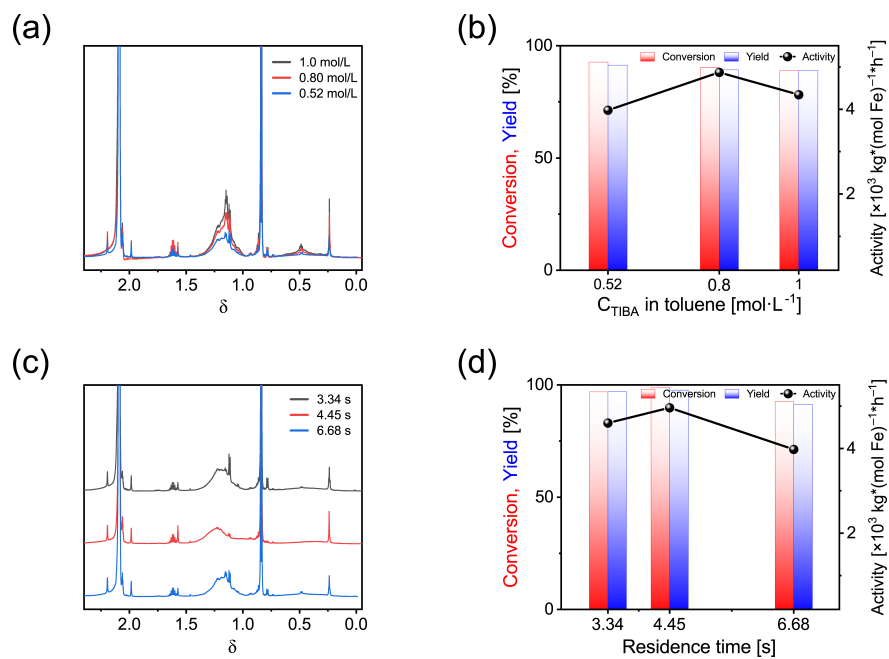 (a)
1.0 mol/L
0.80 mol/L
0.52 mol/L
2.0 1.5 1.0 0.5 0.0
δ
(b)
Conversion Yield Activity
100
50
0
Conversion, Yield [%]
4
2
Activity [×10³ kg*(mol Fe)⁻¹*h⁻¹]
0.52 0.8 1
C_TIBA in toluene [mol·L⁻¹]
(c)
3.34 s
4.45 s
6.68 s
2.0 1.5 1.0 0.5 0.0
δ
(d)
Conversion Yield Activity
100
50
0
Conversion, Yield [%]
4
2
Activity [×10³ kg*(mol Fe)⁻¹*h⁻¹]
3.34 4.45 6.68
Residence time [s]